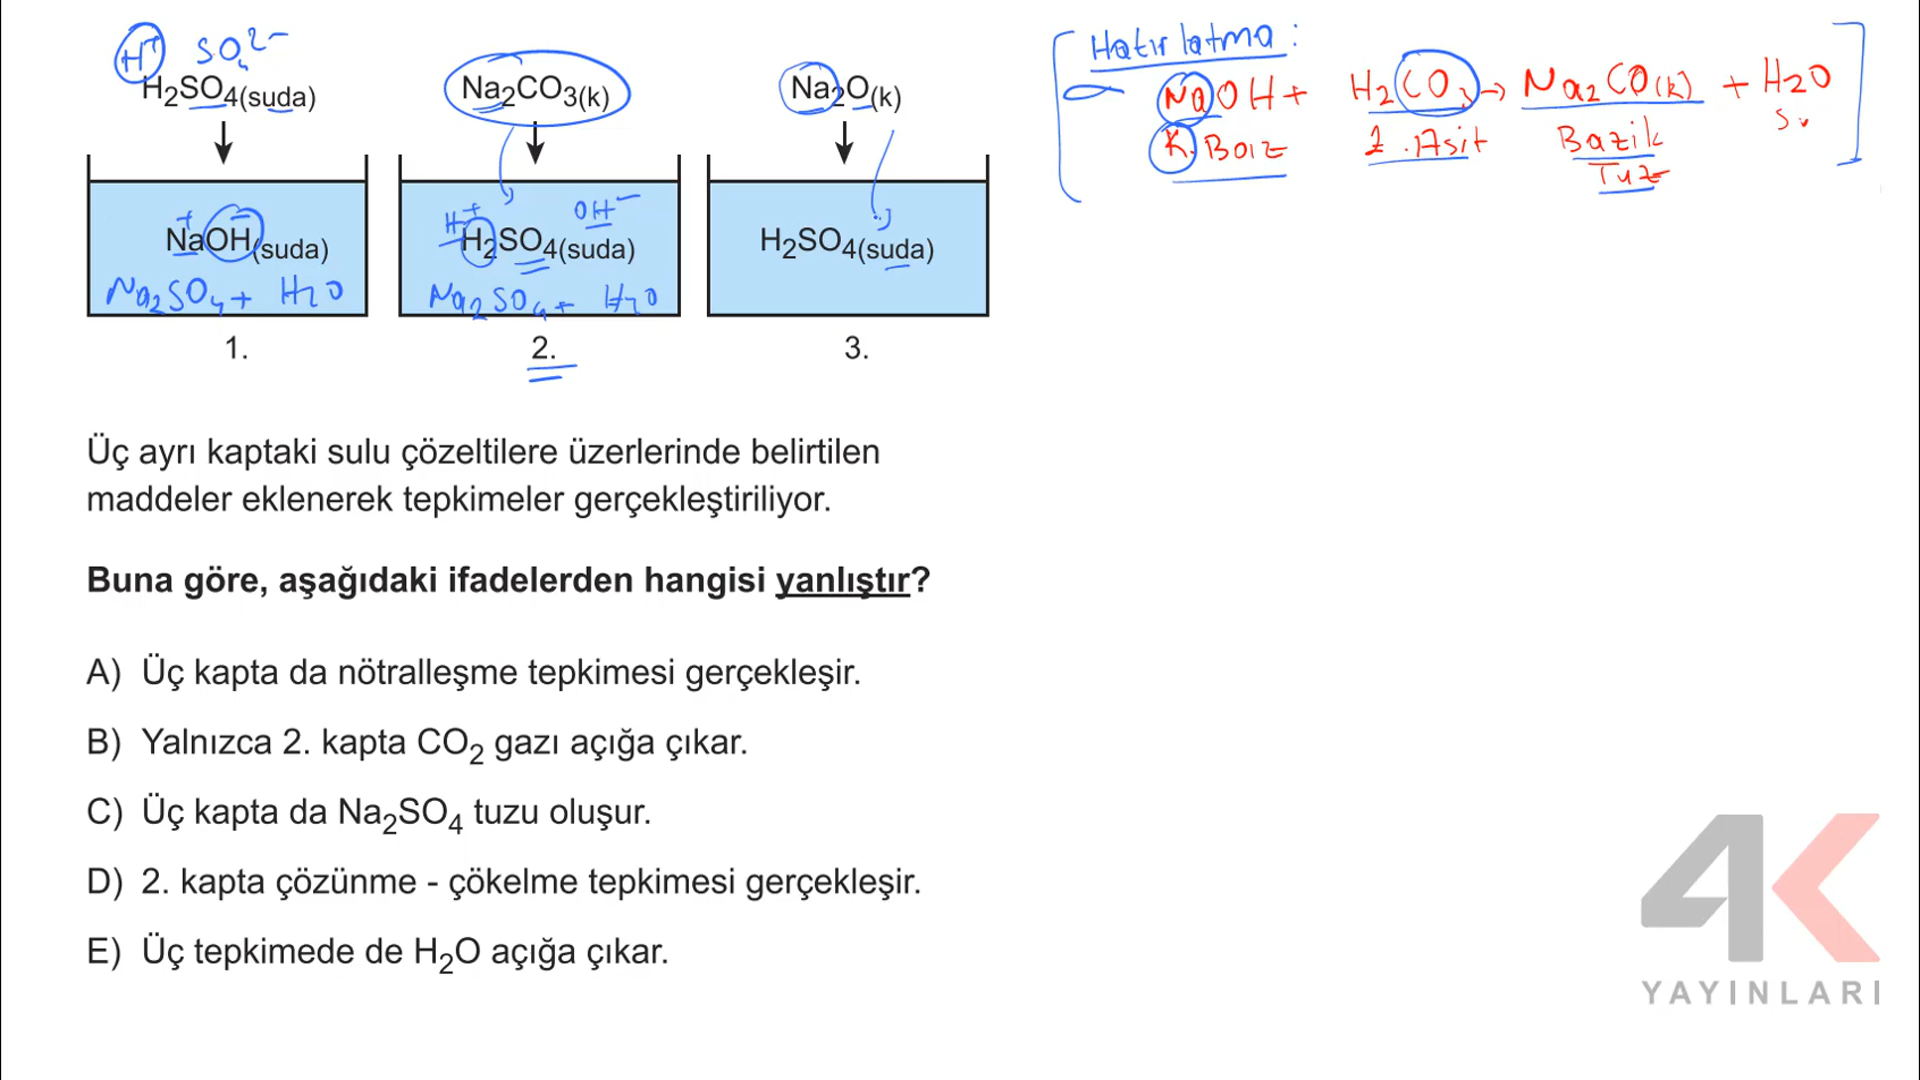 H⁺ SO₄²⁻
H₂SO₄(suda)
Na₂CO₃(k)
Na₂O(k)
Hatırlatma :
NaOH + H₂CO₃ → Na₂CO(k) + H₂O
K. Baz Z. Asit Bazik Tuz Su
Na⁺OH⁻(suda)
Na₂SO₄ + H₂O
1.
H⁺ OH⁻
H₂SO₄(suda)
Na₂SO₄ + H₂O
2.
H₂SO₄(suda)
3.
Üç ayrı kaptaki sulu çözeltilere üzerlerinde belirtilen
maddeler eklenerek tepkimeler gerçekleştiriliyor.
Buna göre, aşağıdaki ifadelerden hangisi yanlıştır?
A) Üç kapta da nötralleşme tepkimesi gerçekleşir.
B) Yalnızca 2. kapta CO₂ gazı açığa çıkar.
C) Üç kapta da Na₂SO₄ tuzu oluşur.
D) 2. kapta çözünme - çökelme tepkimesi gerçekleşir.
E) Üç tepkimede de H₂O açığa çıkar.
4K
YAYINLARI